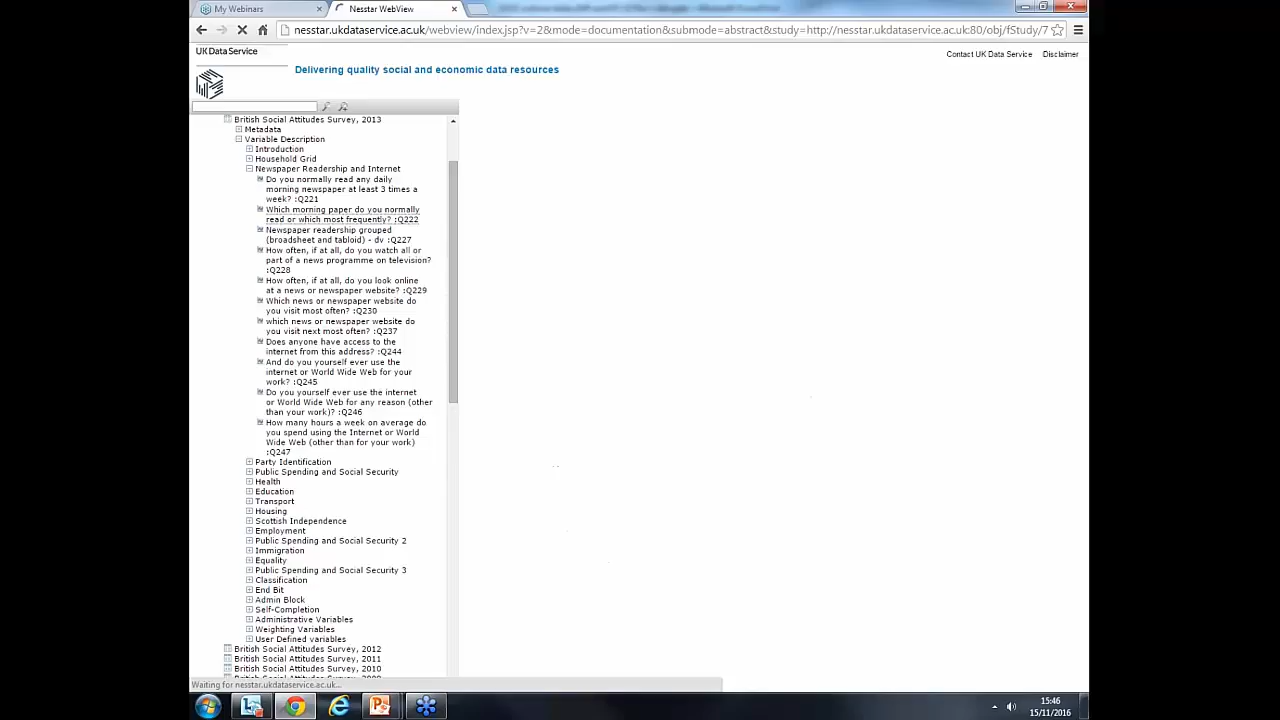 My Webinars
Nesstar WebView
nesstar.ukdataservice.ac.uk/webview/index.jsp?v=2&mode=documentation&submode=abstract&study=http://nesstar.ukdataservice.ac.uk:80/obj/fStudy/7
UK Data Service
Contact UK Data Service Disclaimer
Delivering quality social and economic data resources
British Social Attitudes Survey, 2013
Metadata
Variable Description
Introduction
Household Grid
Newspaper Readership and Internet
Do you normally read any daily
morning newspaper at least 3 times a
week? :Q221
Which morning paper do you normally
read or which most frequently? :Q222
Newspaper readership grouped
(broadsheet and tabloid) - dv :Q227
How often, if at all, do you watch all or
part of a news programme on television?
:Q228
How often, if at all, do you look online
at a news or newspaper website? :Q229
Which news or newspaper website do
you visit most often? :Q230
which news or newspaper website do
you visit next most often? :Q237
Does anyone have access to the
internet from this address? :Q244
And do you yourself ever use the
internet or World Wide Web for your
work? :Q245
Do you yourself ever use the internet
or World Wide Web for any reason (other
than your work)? :Q246
How many hours a week on average do
you spend using the Internet or World
Wide Web (other than for your work)
:Q247
Party Identification
Public Spending and Social Security
Health
Education
Transport
Housing
Scottish Independence
Employment
Public Spending and Social Security 2
Immigration
Equality
Public Spending and Social Security 3
Classification
End Bit
Admin Block
Self-Completion
Administrative Variables
Weighting Variables
User Defined variables
British Social Attitudes Survey, 2012
British Social Attitudes Survey, 2011
British Social Attitudes Survey, 2010
Waiting for nesstar.ukdataservice.ac.uk...
15:46
15/11/2016